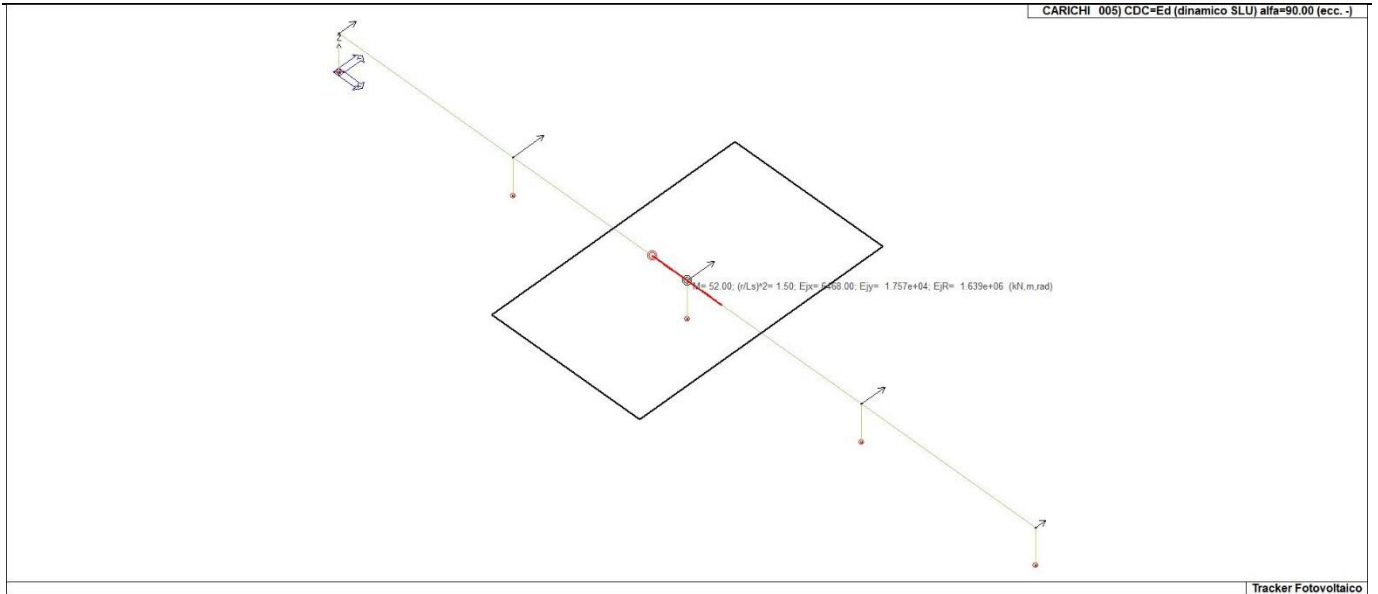 CARICHI 005) CDC=Ed (dinamico SLU) alfa=90.00 (ecc. -)
Z
M= 52.00; (r/Ls)^2= 1.50; Ejx= 6468.00; Ejy= 1.757e+04; EjR= 1.639e+06 (kN,m,rad)
Tracker Fotovoltaico